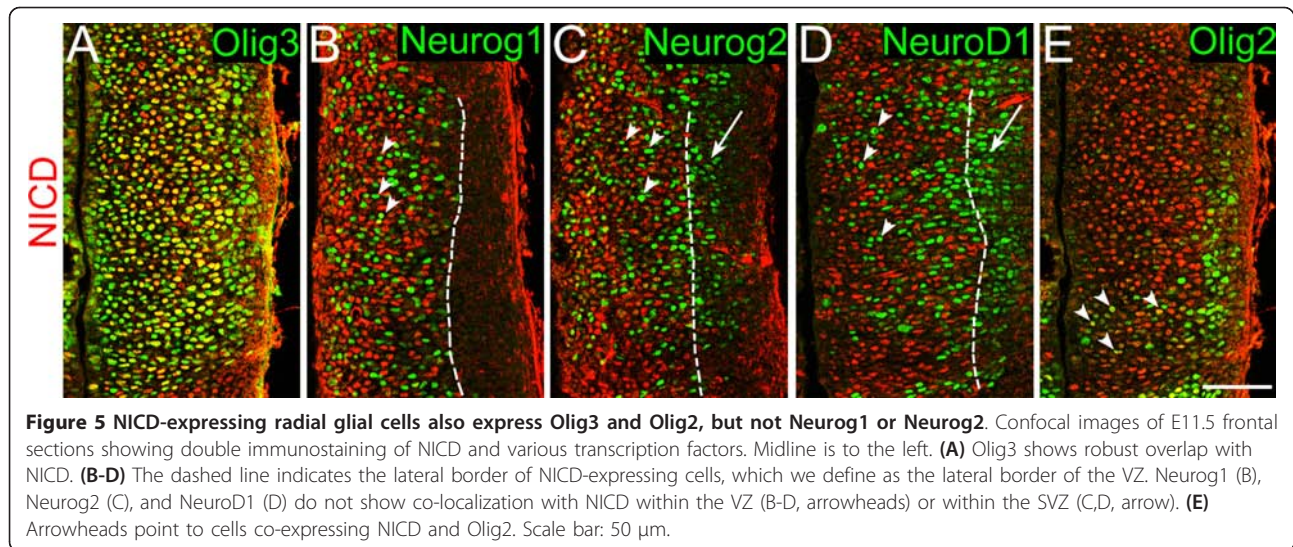 A Olig3 B Neurog1 C Neurog2 D NeuroD1 E Olig2
NICD
Figure 5 NICD-expressing radial glial cells also express Olig3 and Olig2, but not Neurog1 or Neurog2. Confocal images of E11.5 frontal
sections showing double immunostaining of NICD and various transcription factors. Midline is to the left. (A) Olig3 shows robust overlap with
NICD. (B-D) The dashed line indicates the lateral border of NICD-expressing cells, which we define as the lateral border of the VZ. Neurog1 (B),
Neurog2 (C), and NeuroD1 (D) do not show co-localization with NICD within the VZ (B-D, arrowheads) or within the SVZ (C,D, arrow). (E)
Arrowheads point to cells co-expressing NICD and Olig2. Scale bar: 50 μm.